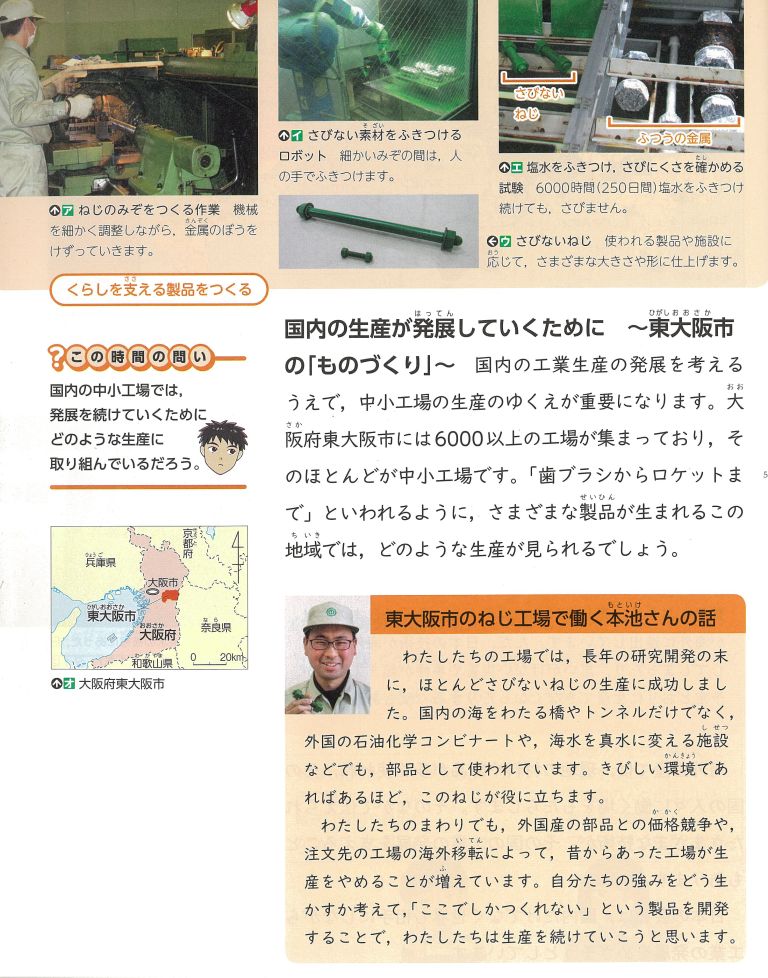 さびない
ねじ
ふつうの金属
↑ア ねじのみぞをつくる作業 機械
を細かく調整しながら，金属のぼうを
けずっていきます。
↑イ さびない素材をふきつける
ロボット 細かいみぞの間は，人
の手でふきつけます。
↑エ 塩水をふきつけ，さびにくさを確かめる
試験 6000時間(250日間)塩水をふきつけ
続けても，さびません。
←ウ さびないねじ 使われる製品や施設に
応じて，さまざまな大きさや形に仕上げます。
くらしを支える製品をつくる
?この時間の問い
国内の中小工場では，
発展を続けていくために
どのような生産に
取り組んでいるだろう。
兵庫県
京都府
大阪市
東大阪市
大阪府
奈良県
和歌山県
0 20km
↑オ 大阪府東大阪市
国内の生産が発展していくために 〜東大阪市
の「ものづくり」〜 国内の工業生産の発展を考える
うえで，中小工場の生産のゆくえが重要になります。大
阪府東大阪市には6000以上の工場が集まっており，そ
のほとんどが中小工場です。「歯ブラシからロケットま
で」といわれるように，さまざまな製品が生まれるこの
地域では，どのような生産が見られるでしょう。
5
東大阪市のねじ工場で働く本池さんの話
わたしたちの工場では，長年の研究開発の末
に，ほとんどさびないねじの生産に成功しまし
た。国内の海をわたる橋やトンネルだけでなく，
外国の石油化学コンビナートや，海水を真水に変える施設
などでも，部品として使われています。きびしい環境であ
ればあるほど，このねじが役に立ちます。
わたしたちのまわりでも，外国産の部品との価格競争や，
注文先の工場の海外移転によって，昔からあった工場が生
産をやめることが増えています。自分たちの強みをどう生
かすか考えて，「ここでしかつくれない」という製品を開発
することで，わたしたちは生産を続けていこうと思います。